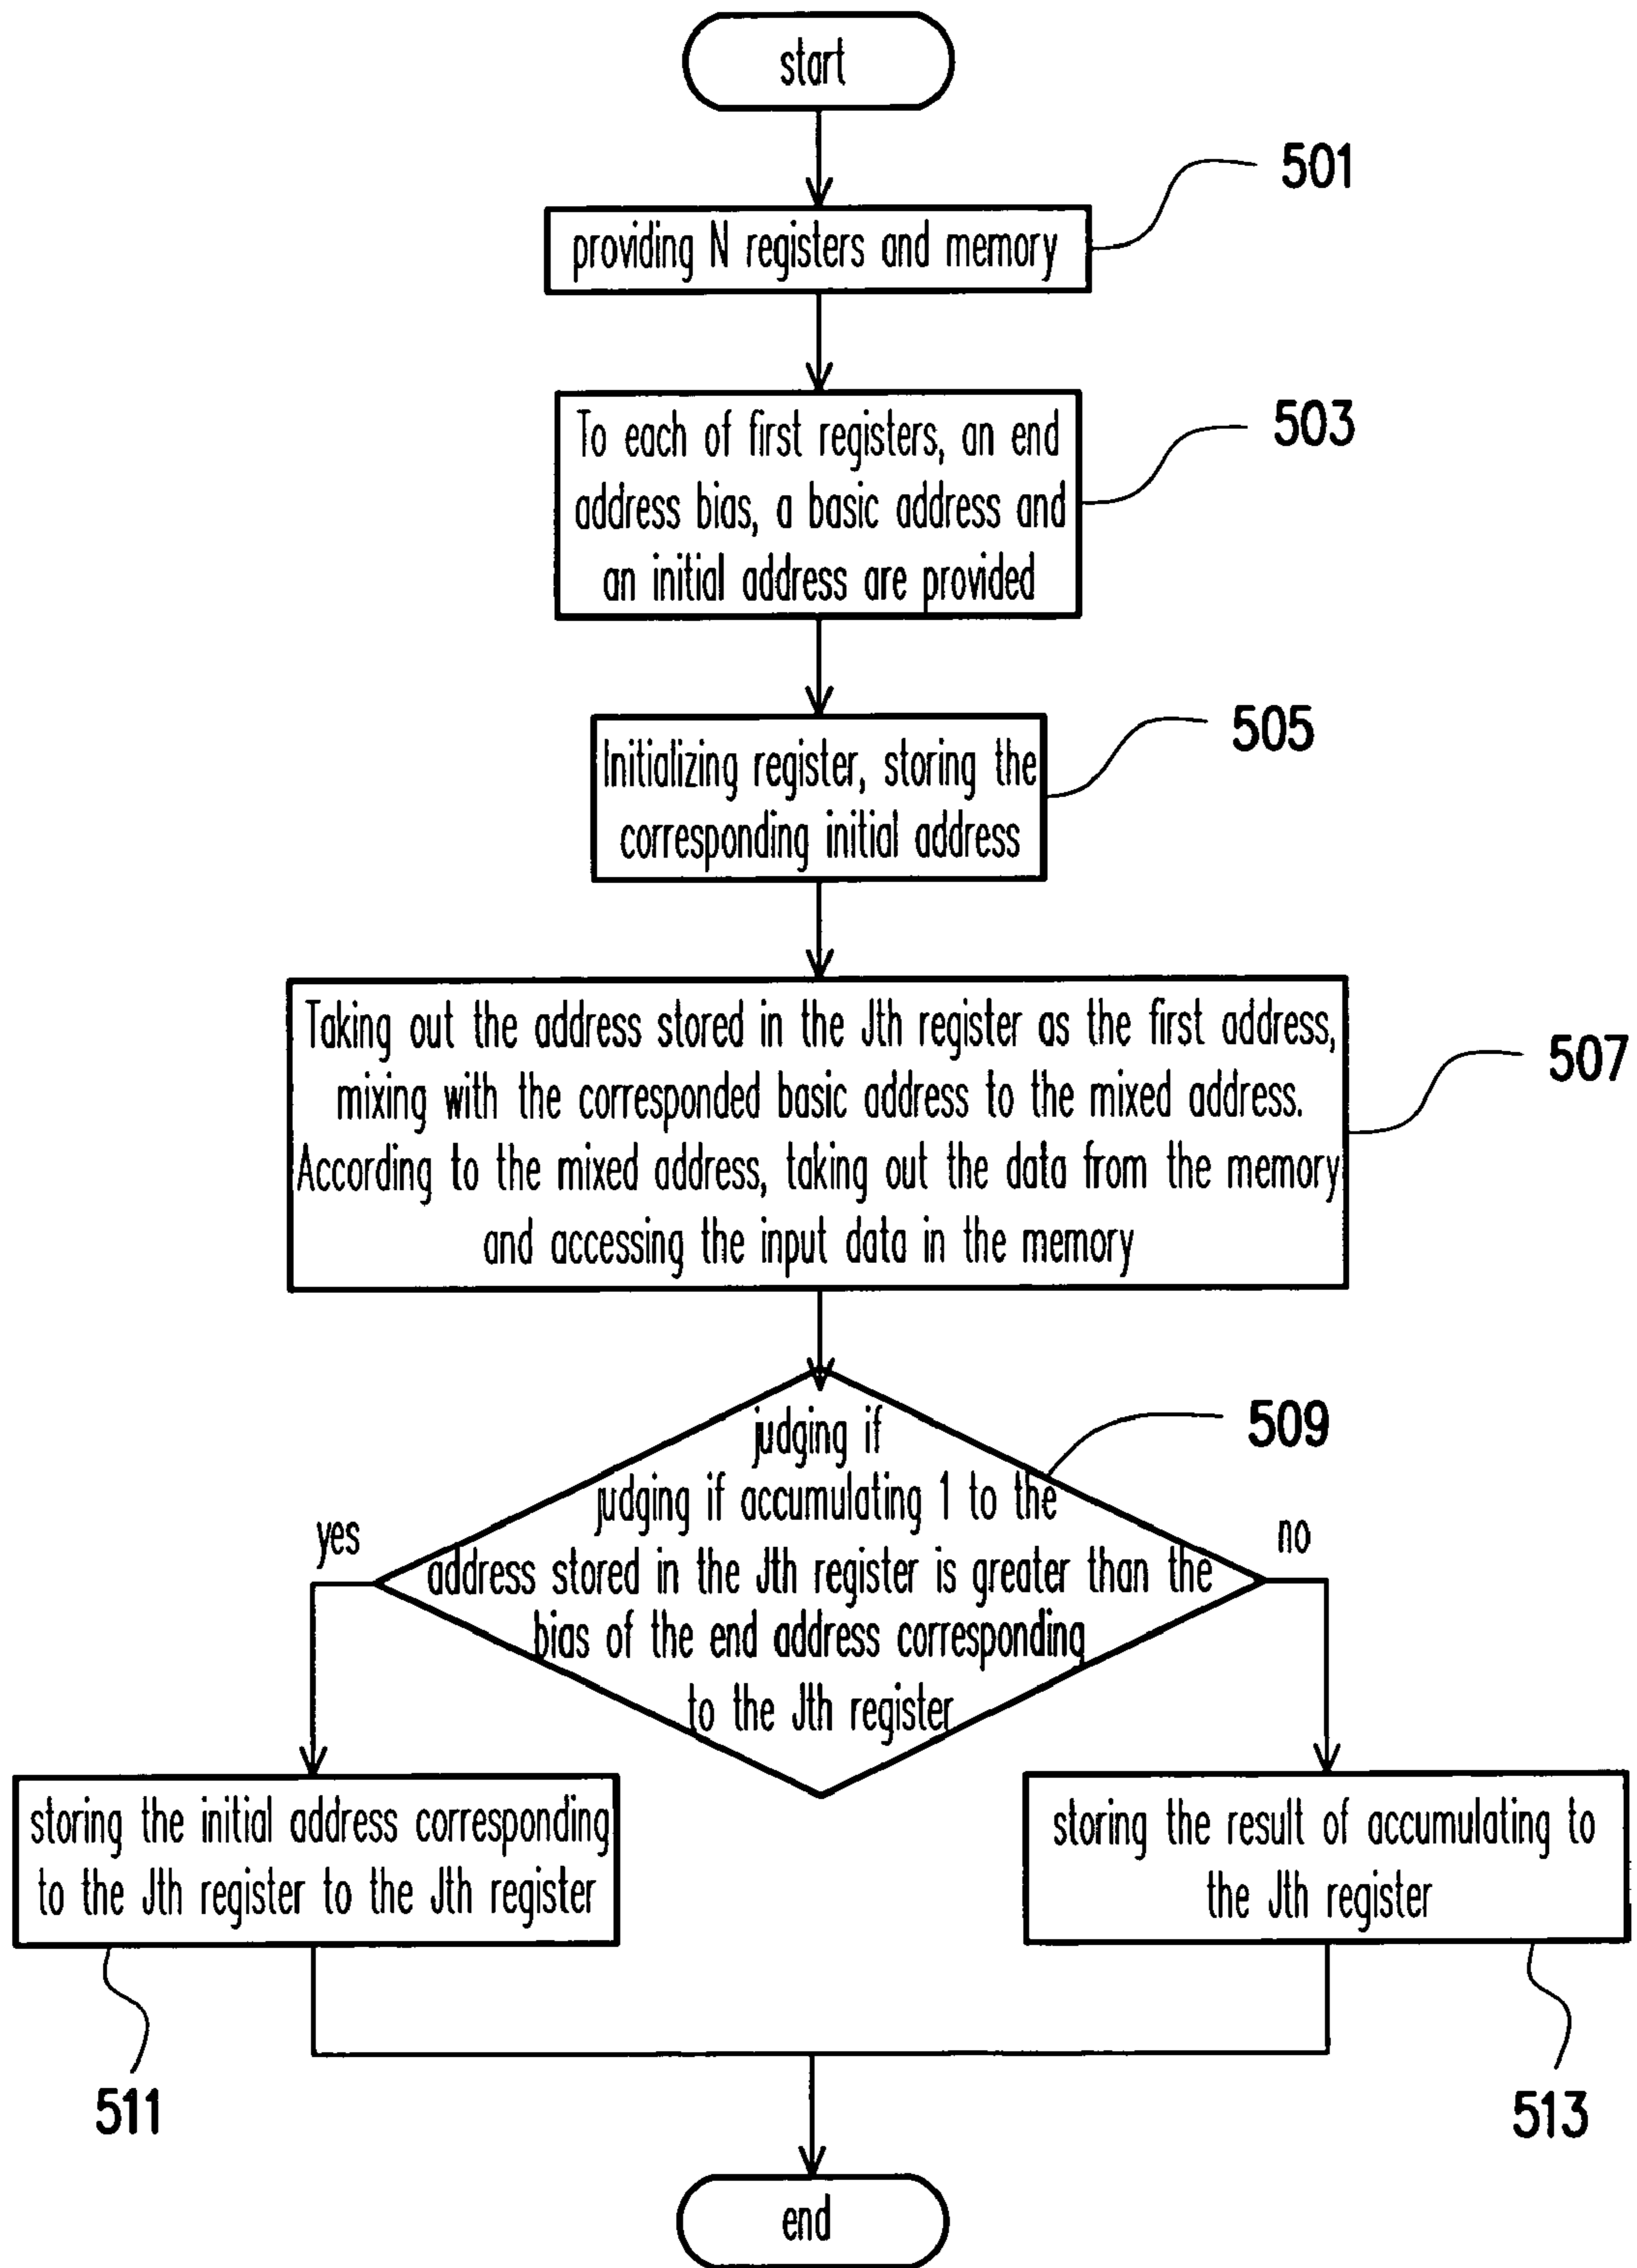 start
501
providing N registers and memory
503
To each of first registers, an end
address bias, a basic address and
an initial address are provided
505
Initializing register, storing the
corresponding initial address
Taking out the address stored in the Jth register as the first address,
mixing with the corresponded basic address to the mixed address.
According to the mixed address, taking out the data from the memory
and accessing the input data in the memory
507
509
judging if
judging if accumulating 1 to the
address stored in the Jth register is greater than the
bias of the end address corresponding
to the Jth register
yes
no
storing the initial address corresponding
to the Jth register to the Jth register
storing the result of accumulating to
the Jth register
511
513
end